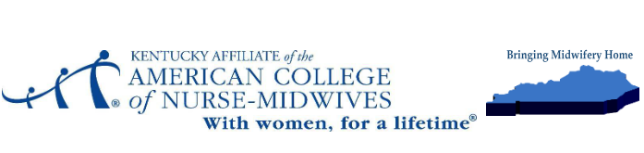 KENTUCKY AFFILIATE of the
AMERICAN COLLEGE
® of NURSE-MIDWIVES
With women, for a lifetime®
Bringing Midwifery Home